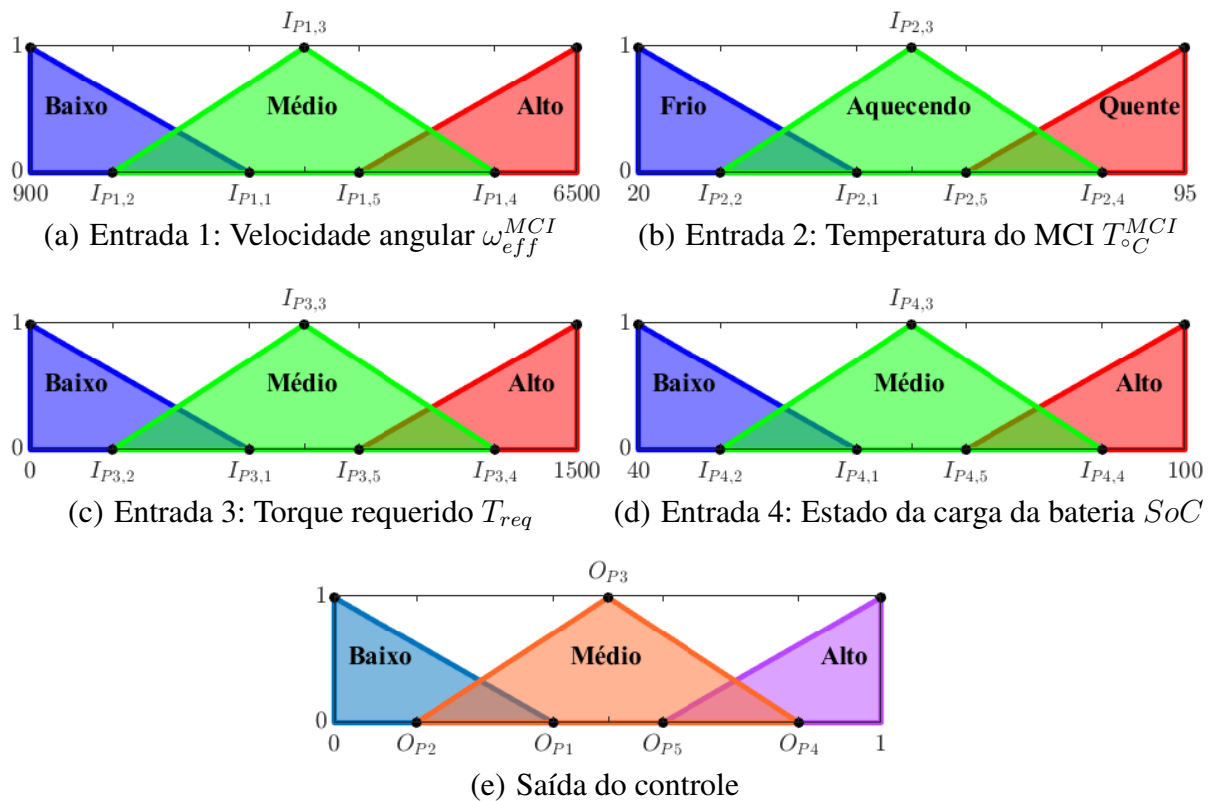 I_{P1,3} I_{P2,3}
1 Baixo Médio Alto 1 Frio Aquecendo Quente
0 0
900 I_{P1,2} I_{P1,1} I_{P1,5} I_{P1,4} 6500 20 I_{P2,2} I_{P2,1} I_{P2,5} I_{P2,4} 95
(a) Entrada 1: Velocidade angular ω_{eff}^{MCI} (b) Entrada 2: Temperatura do MCI T_{°C}^{MCI}
I_{P3,3} I_{P4,3}
1 Baixo Médio Alto 1 Baixo Médio Alto
0 0
0 I_{P3,2} I_{P3,1} I_{P3,5} I_{P3,4} 1500 40 I_{P4,2} I_{P4,1} I_{P4,5} I_{P4,4} 100
(c) Entrada 3: Torque requerido T_{req} (d) Entrada 4: Estado da carga da bateria SoC
O_{P3}
1 Baixo Médio Alto
0
0 O_{P2} O_{P1} O_{P5} O_{P4} 1
(e) Saída do controle